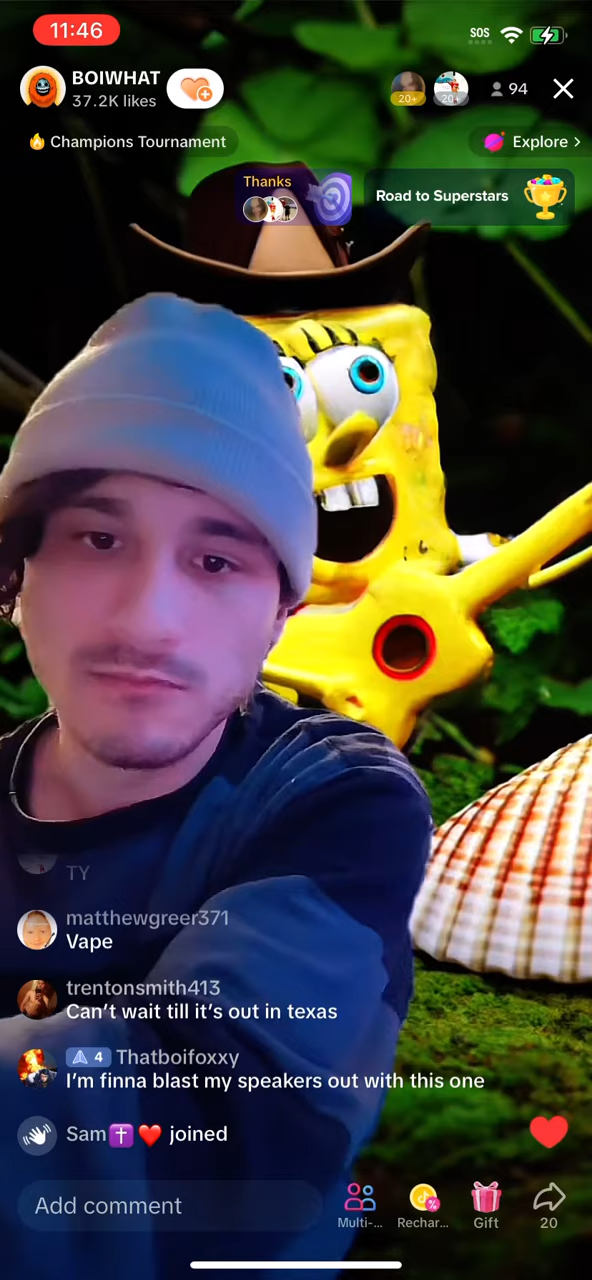 11:46
SOS
BOIWHAT
37.2K likes
20+
20+
94
Champions Tournament
Explore >
Thanks
Road to Superstars
TY
matthewgreer371
Vape
trentonsmith413
Can't wait till it's out in texas
4 Thatboifoxxy
I'm finna blast my speakers out with this one
Sam✝️❤️ joined
Add comment
Multi-...
Rechar...
Gift
20